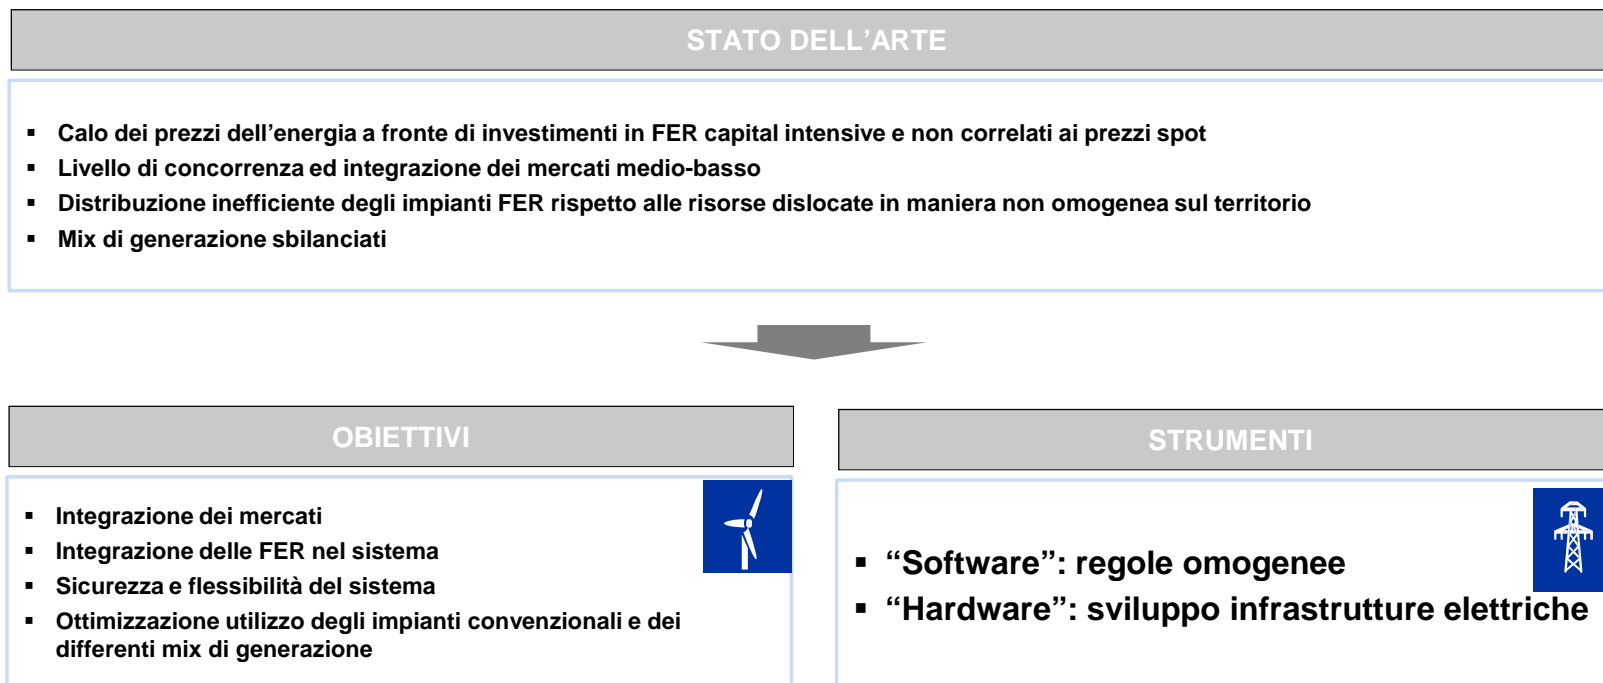 STATO DELL’ARTE
▪ Calo dei prezzi dell’energia a fronte di investimenti in FER capital intensive e non correlati ai prezzi spot
▪ Livello di concorrenza ed integrazione dei mercati medio-basso
▪ Distribuzione inefficiente degli impianti FER rispetto alle risorse dislocate in maniera non omogenea sul territorio
▪ Mix di generazione sbilanciati
OBIETTIVI
▪ Integrazione dei mercati
▪ Integrazione delle FER nel sistema
▪ Sicurezza e flessibilità del sistema
▪ Ottimizzazione utilizzo degli impianti convenzionali e dei
differenti mix di generazione
STRUMENTI
▪ “Software”: regole omogenee
▪ “Hardware”: sviluppo infrastrutture elettriche